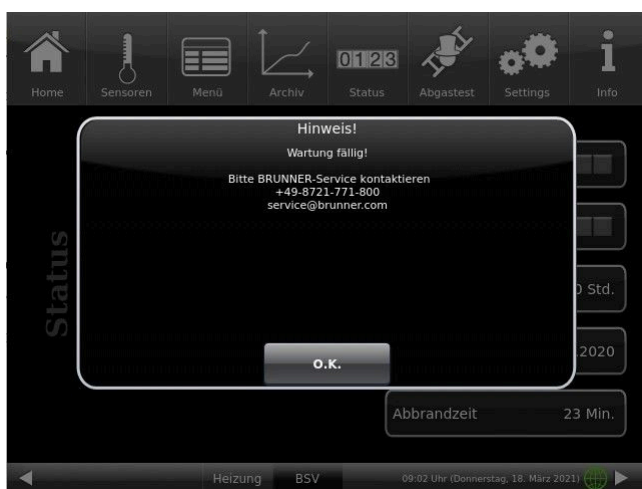 Home Sensoren Menü Archiv 0123 Status Abgastest Settings Info
Hinweis!
Wartung fällig!
Bitte BRUNNER-Service kontaktieren
+49-8721-771-800
service@brunner.com
O.K.
Status
Std.
.2020
Abbrandzeit 23 Min.
Heizung BSV 09:02 Uhr (Donnerstag, 18. März 2021)